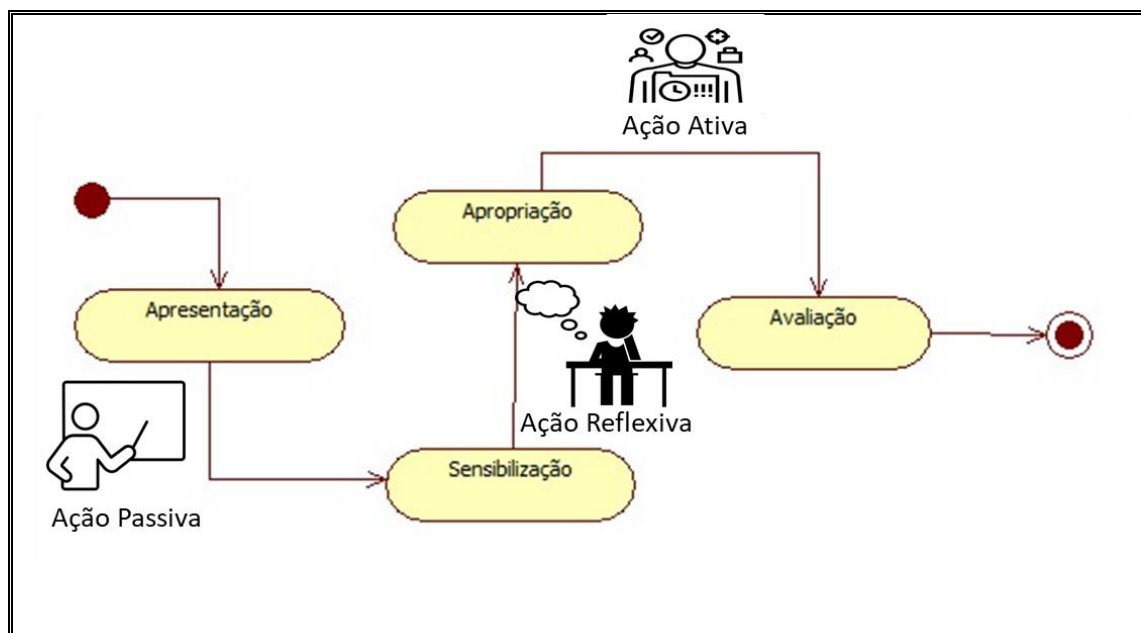 Ação Ativa
Apropriação
Apresentação
Avaliação
Ação Reflexiva
Sensibilização
Ação Passiva